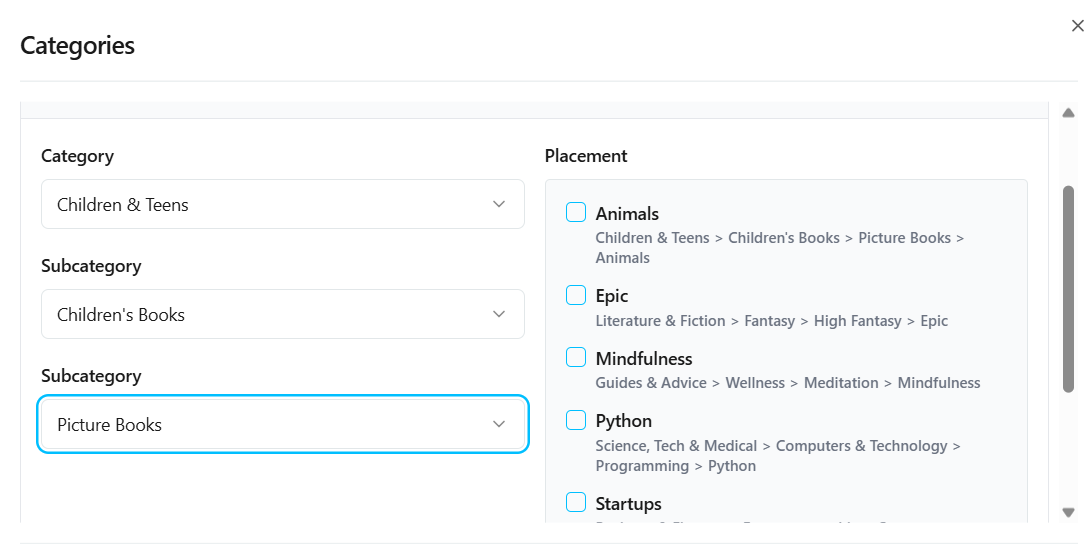 Categories
Category
Children & Teens
Subcategory
Children's Books
Subcategory
Picture Books
Placement
Animals
Children & Teens > Children's Books > Picture Books >
Animals
Epic
Literature & Fiction > Fantasy > High Fantasy > Epic
Mindfulness
Guides & Advice > Wellness > Meditation > Mindfulness
Python
Science, Tech & Medical > Computers & Technology >
Programming > Python
Startups